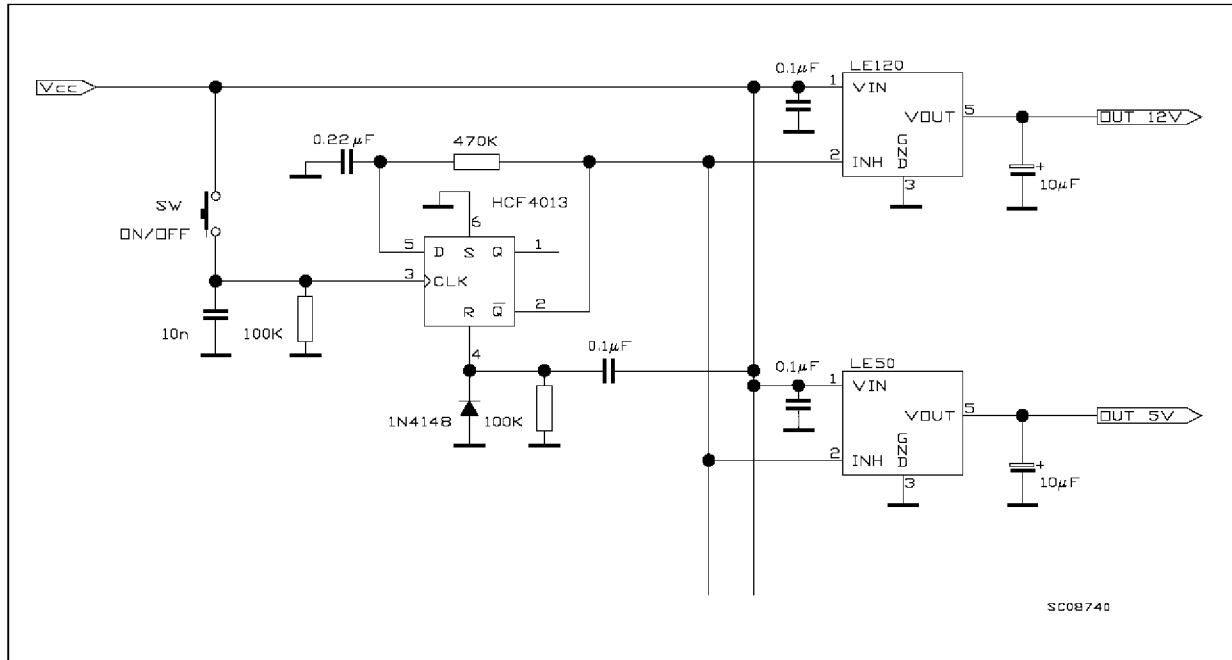 Vcc
SW
ON/OFF
10n
100K
0.22µF
470K
HCF4013
6
5
D
S
Q
1
3
CLK
R
Q̅
2
4
1N4148
100K
0.1µF
0.1µF
LE120
1
VIN
VOUT
5
2
INH
GND
3
OUT 12V
+
10µF
0.1µF
LE50
1
VIN
VOUT
5
2
INH
GND
3
OUT 5V
+
10µF
SC08740